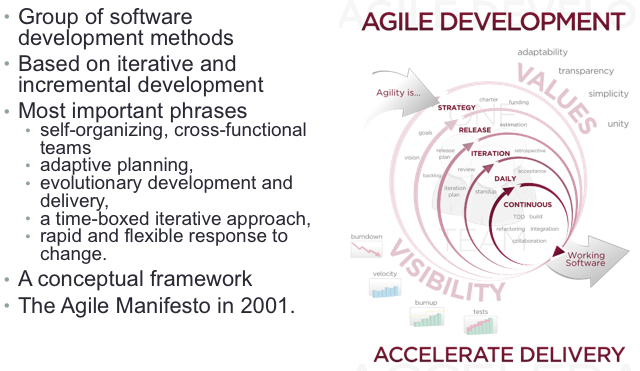 • Group of software
development methods
• Based on iterative and
incremental development
• Most important phrases
• self-organizing, cross-functional
teams
• adaptive planning,
• evolutionary development and
delivery,
• a time-boxed iterative approach,
• rapid and flexible response to
change.
• A conceptual framework
• The Agile Manifesto in 2001.
AGILE DEVELOPMENT
adaptability
transparency
simplicity
unity
VALUES
Agility is...
STRATEGY
charter
funding
goals
estimation
RELEASE
vision
release
plan
ITERATION
retrospective
backlog
review
acceptance
DAILY
iteration
plan
standup
CONTINUOUS
TDD
build
refactoring
integration
collaboration
TEAM
Working
Software
VISIBILITY
burndown
velocity
burnup
tests
ACCELERATE DELIVERY